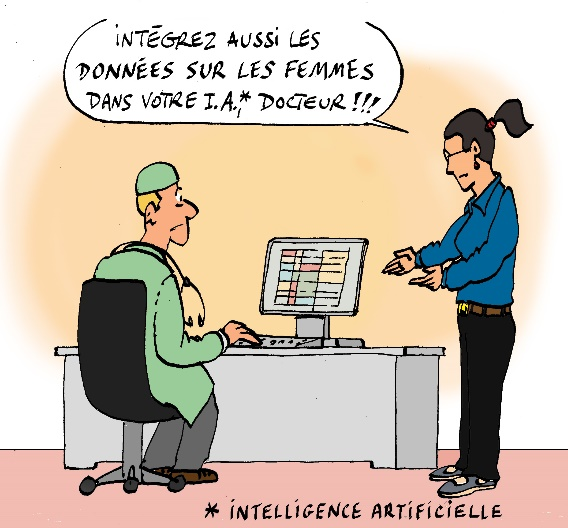 INTÉGREZ AUSSI LES
DONNÉES SUR LES FEMMES
DANS VOTRE I.A.,* DOCTEUR !!!
* INTELLIGENCE ARTIFICIELLE